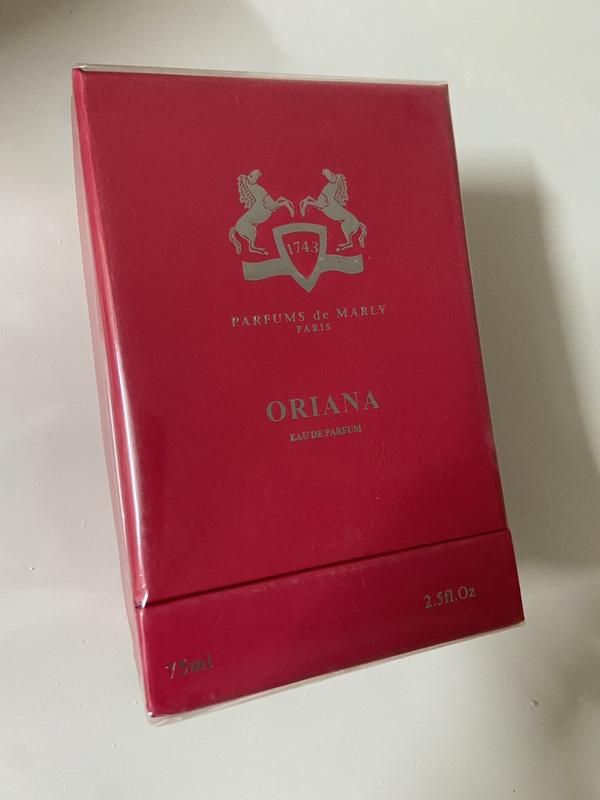 1743
PARFUMS de MARLY
PARIS
ORIANA
EAU DE PARFUM
2.5fl.Oz
75ml